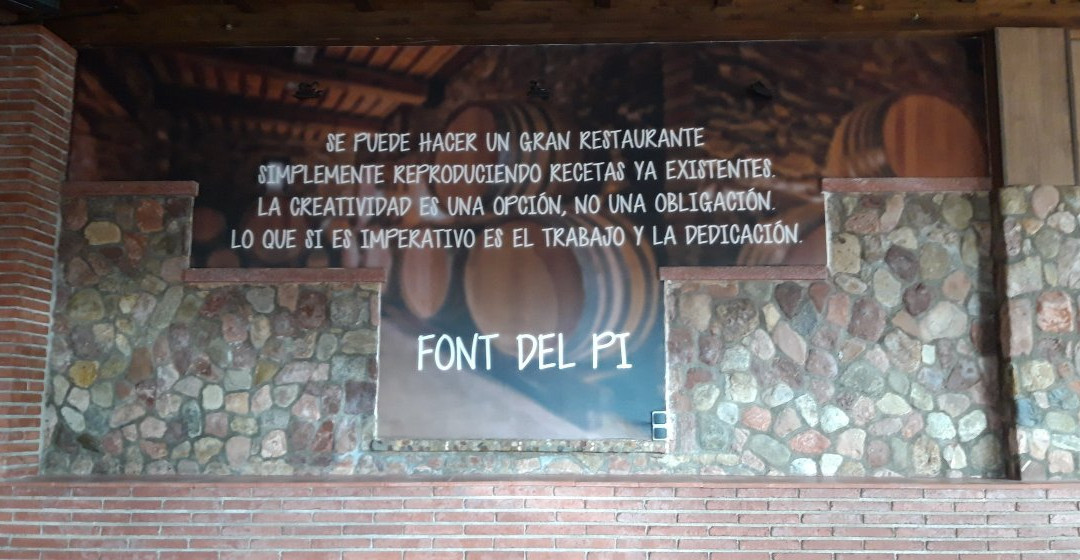 SE PUEDE HACER UN GRAN RESTAURANTE
SIMPLEMENTE REPRODUCIENDO RECETAS YA EXISTENTES.
LA CREATIVIDAD ES UNA OPCIÓN, NO UNA OBLIGACIÓN.
LO QUE SI ES IMPERATIVO ES EL TRABAJO Y LA DEDICACIÓN.
FONT DEL PI